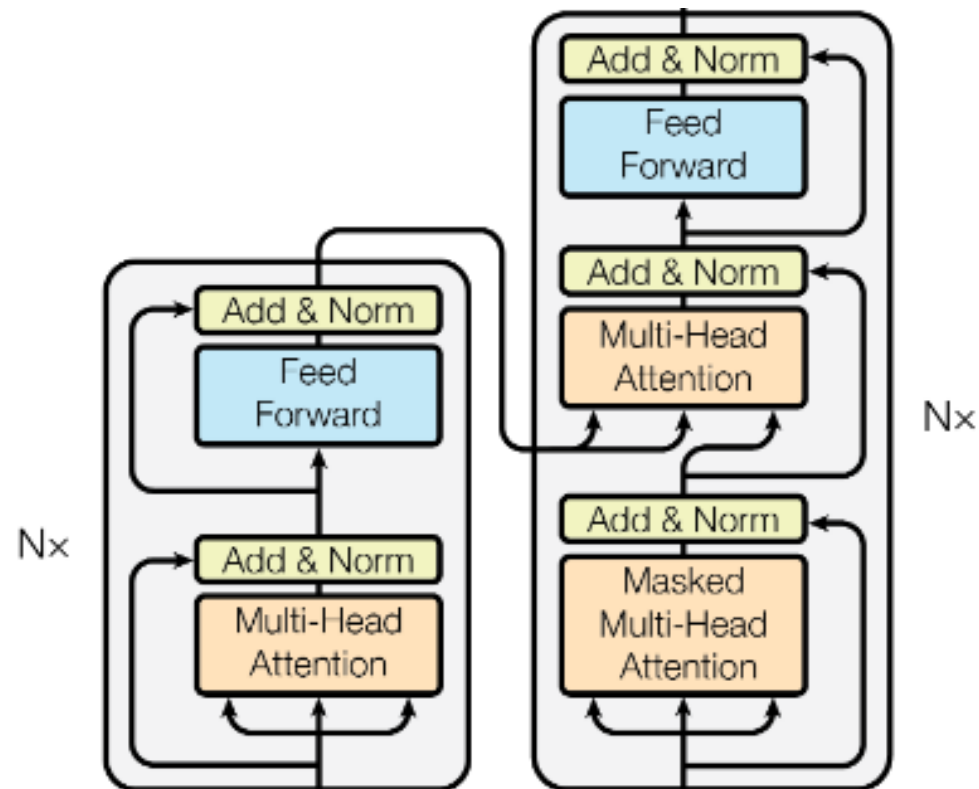 Add & Norm
Feed
Forward
Add & Norm
Multi-Head
Attention
Nx
Add & Norm
Feed
Forward
Add & Norm
Multi-Head
Attention
Add & Norm
Masked
Multi-Head
Attention
Nx